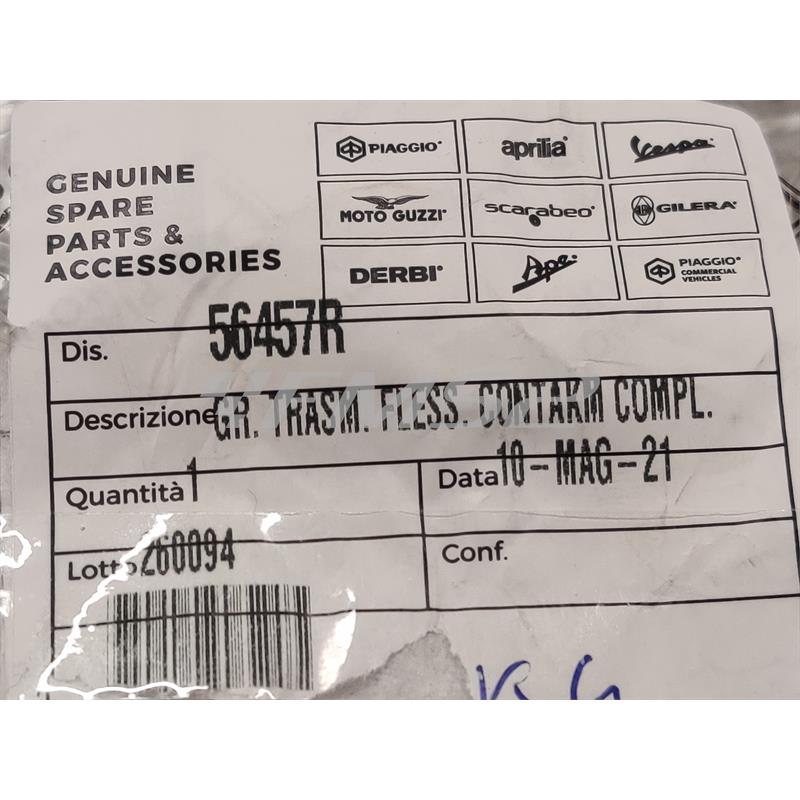 GENUINE
SPARE
PARTS &
ACCESSORIES
PIAGGIO
aprilia
Vespa
MOTO GUZZI
scarabeo
GILERA
DERBI
Ape
PIAGGIO
COMMERCIAL
VEHICLES
Dis. 56457R
Descrizione GR. TRASM. FLESS. CONTAKM COMPL.
Quantità 1
Data 10-MAG-21
Lotto 260094
Conf.